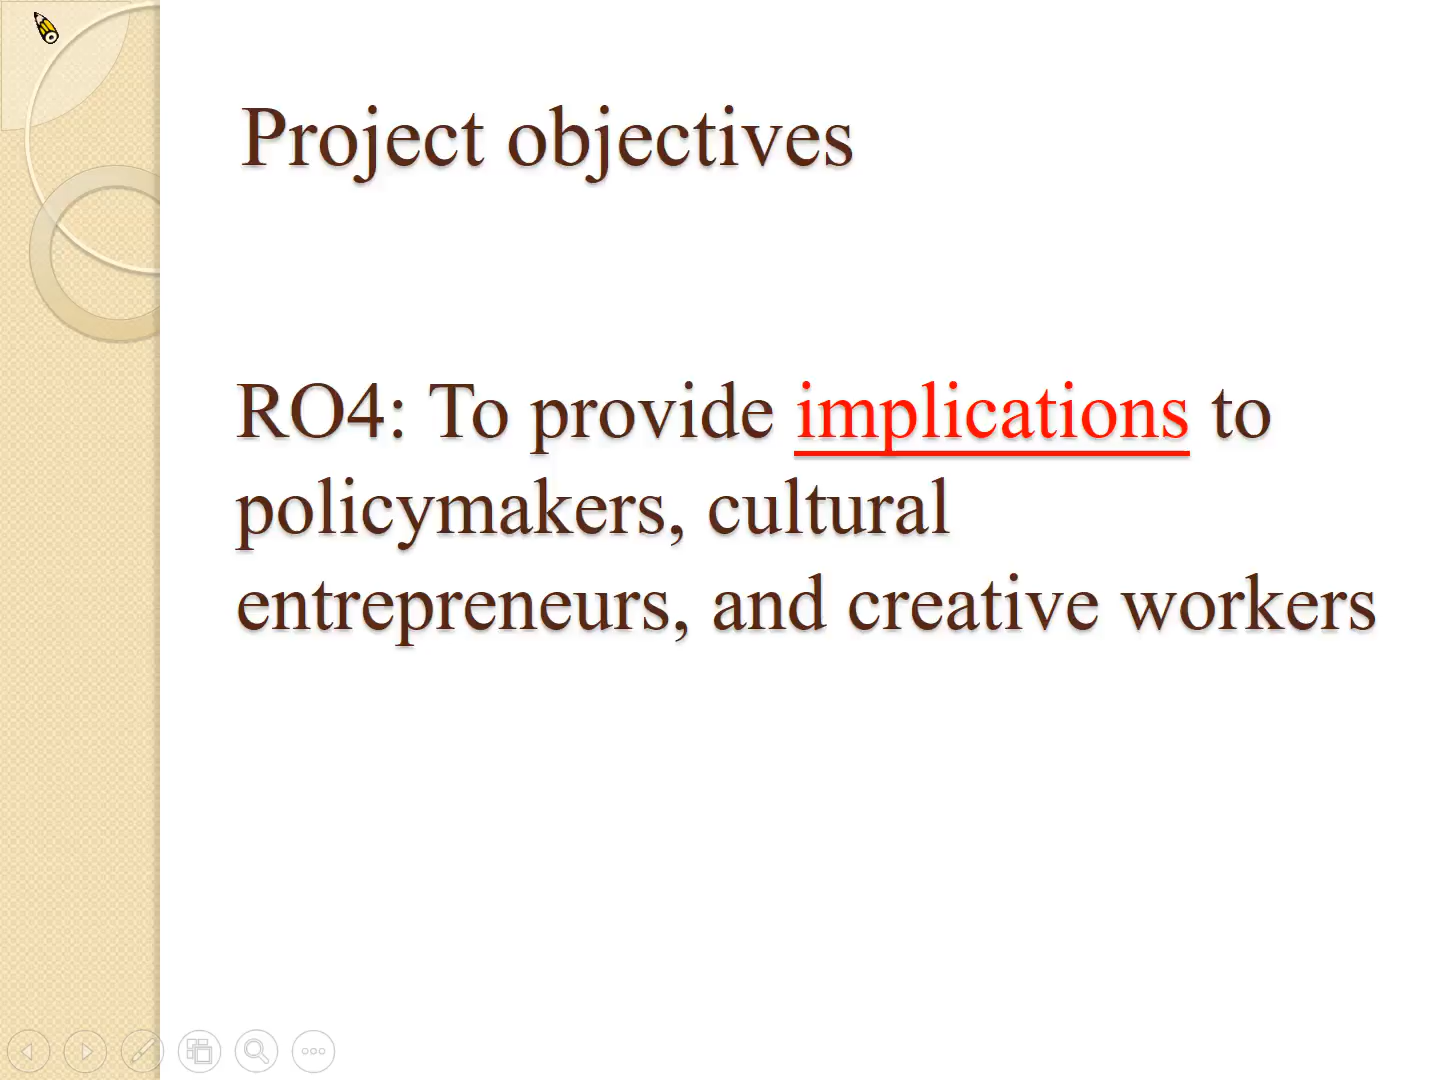 Project objectives
RO4: To provide implications to
policymakers, cultural
entrepreneurs, and creative workers